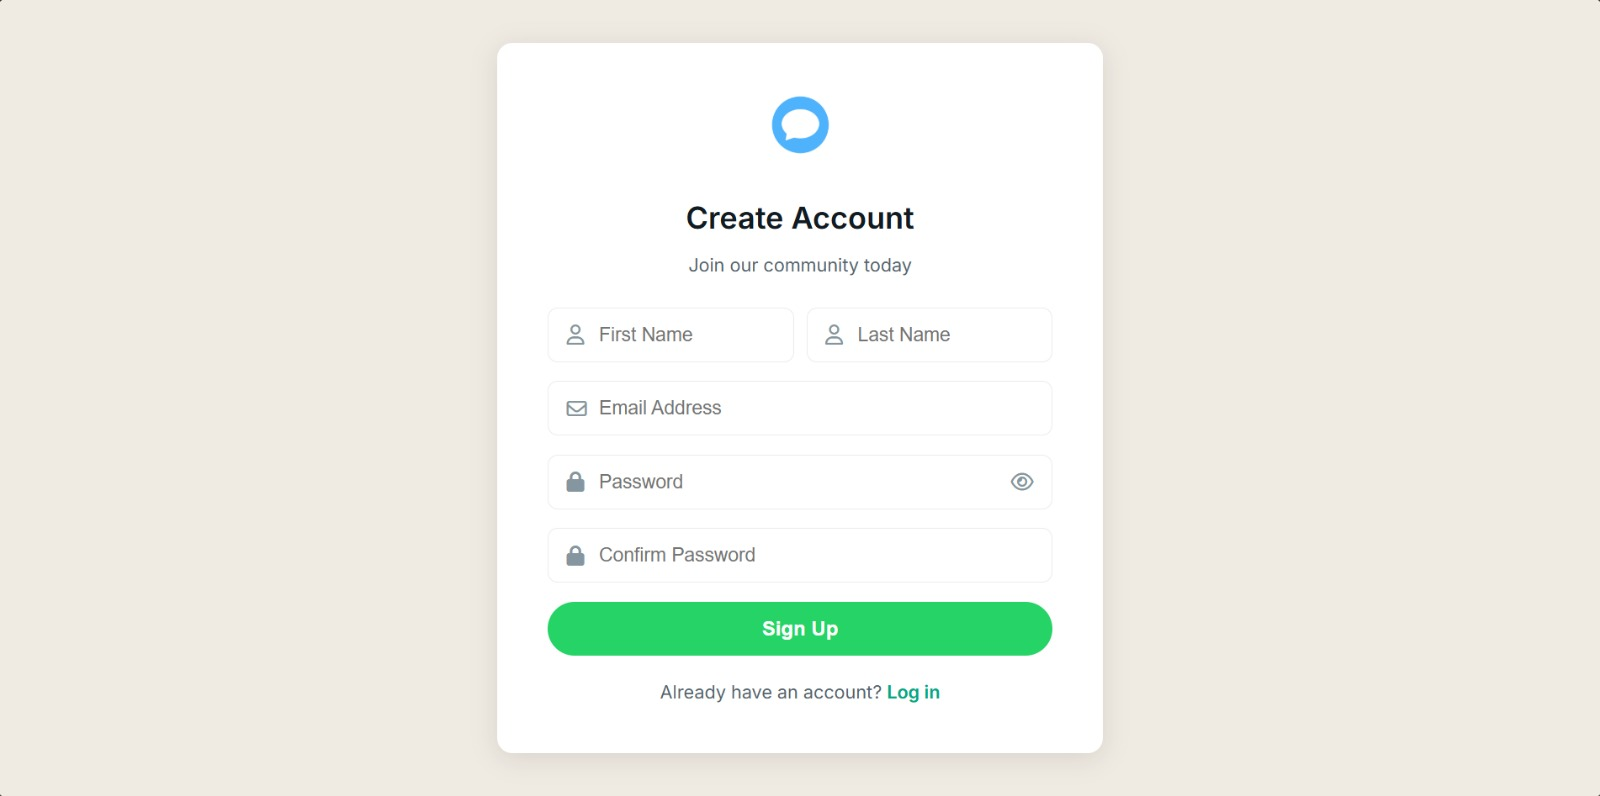 Create Account
Join our community today
First Name
Last Name
Email Address
Password
Confirm Password
Sign Up
Already have an account? Log in